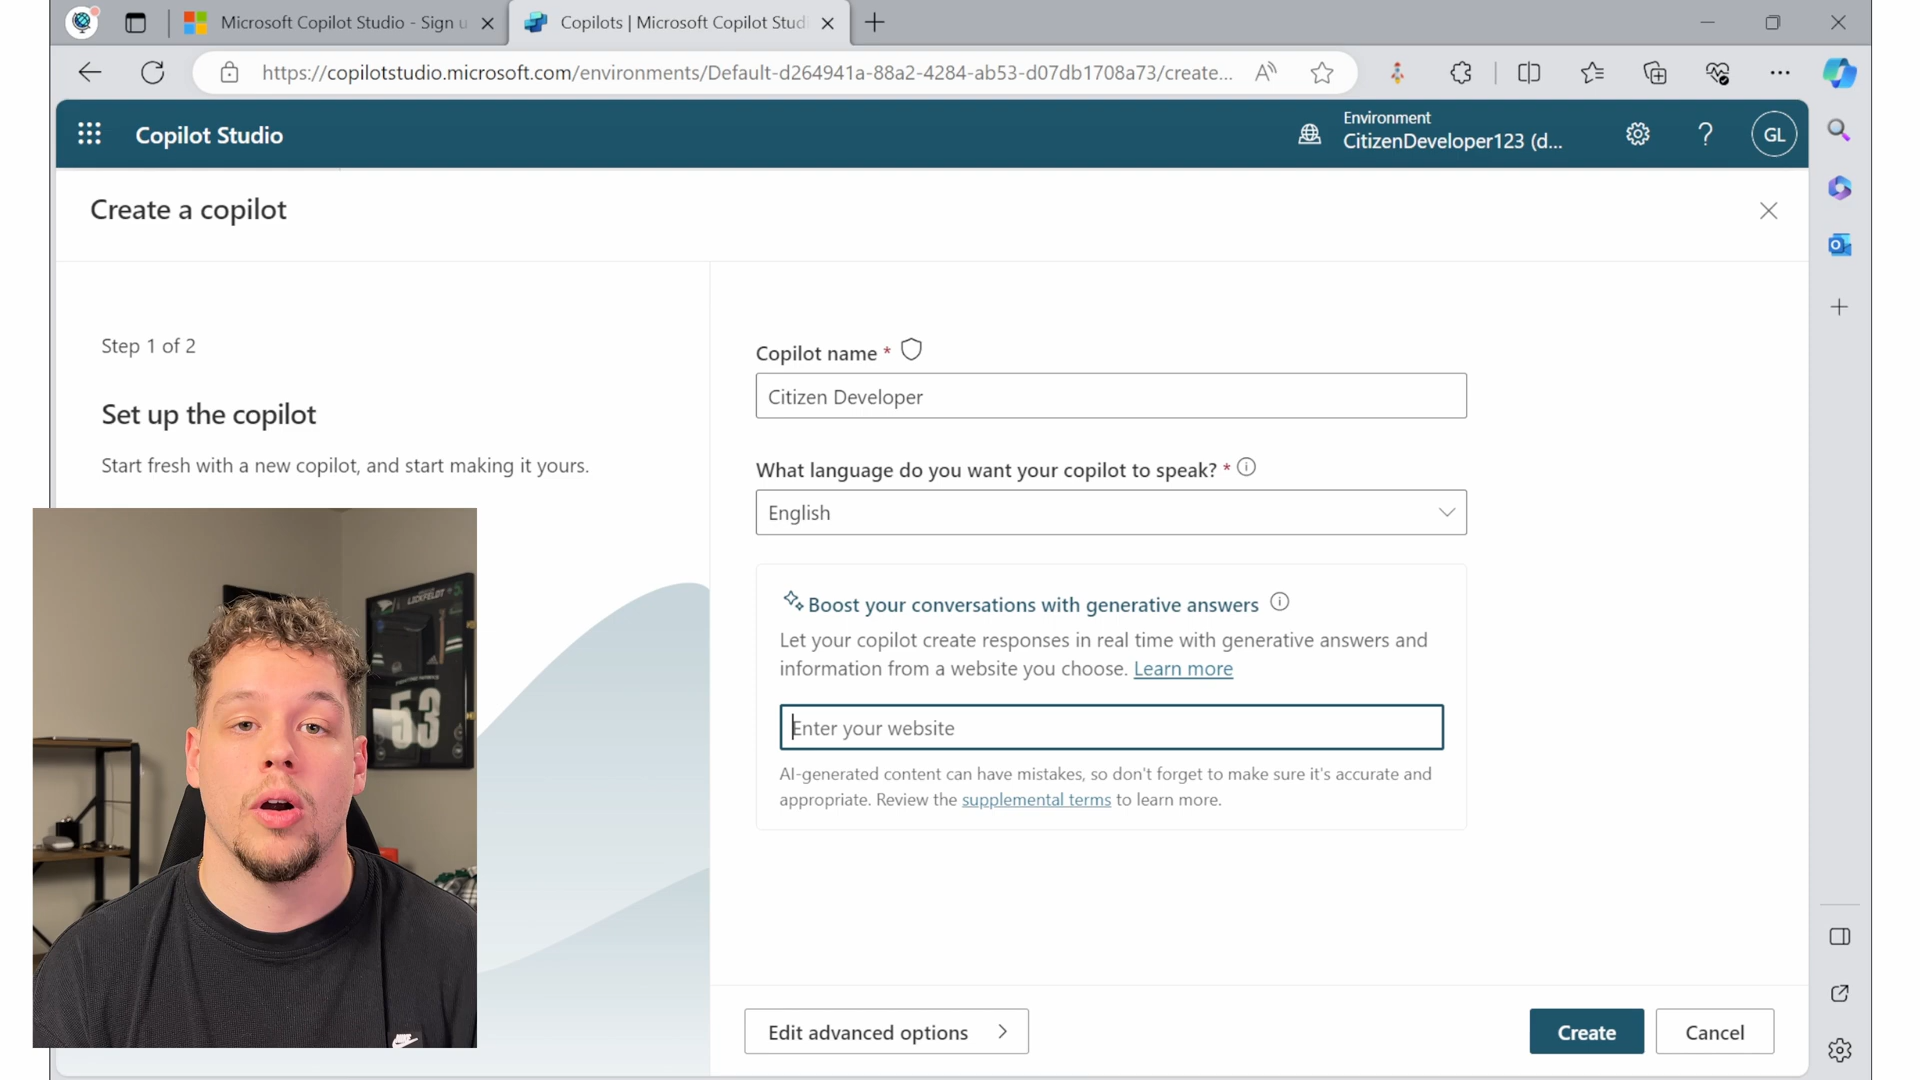 Microsoft Copilot Studio - Sign u
Copilots | Microsoft Copilot Stud
https://copilotstudio.microsoft.com/environments/Default-d264941a-88a2-4284-ab53-d07db1708a73/create...
Copilot Studio
Environment
CitizenDeveloper123 (d...
?
GL
Create a copilot
Step 1 of 2
Set up the copilot
Start fresh with a new copilot, and start making it yours.
Copilot name *
Citizen Developer
What language do you want your copilot to speak? *
English
Boost your conversations with generative answers
Let your copilot create responses in real time with generative answers and
information from a website you choose. Learn more
Enter your website
AI-generated content can have mistakes, so don't forget to make sure it's accurate and
appropriate. Review the supplemental terms to learn more.
Edit advanced options
Create
Cancel
LICKFELDT
53